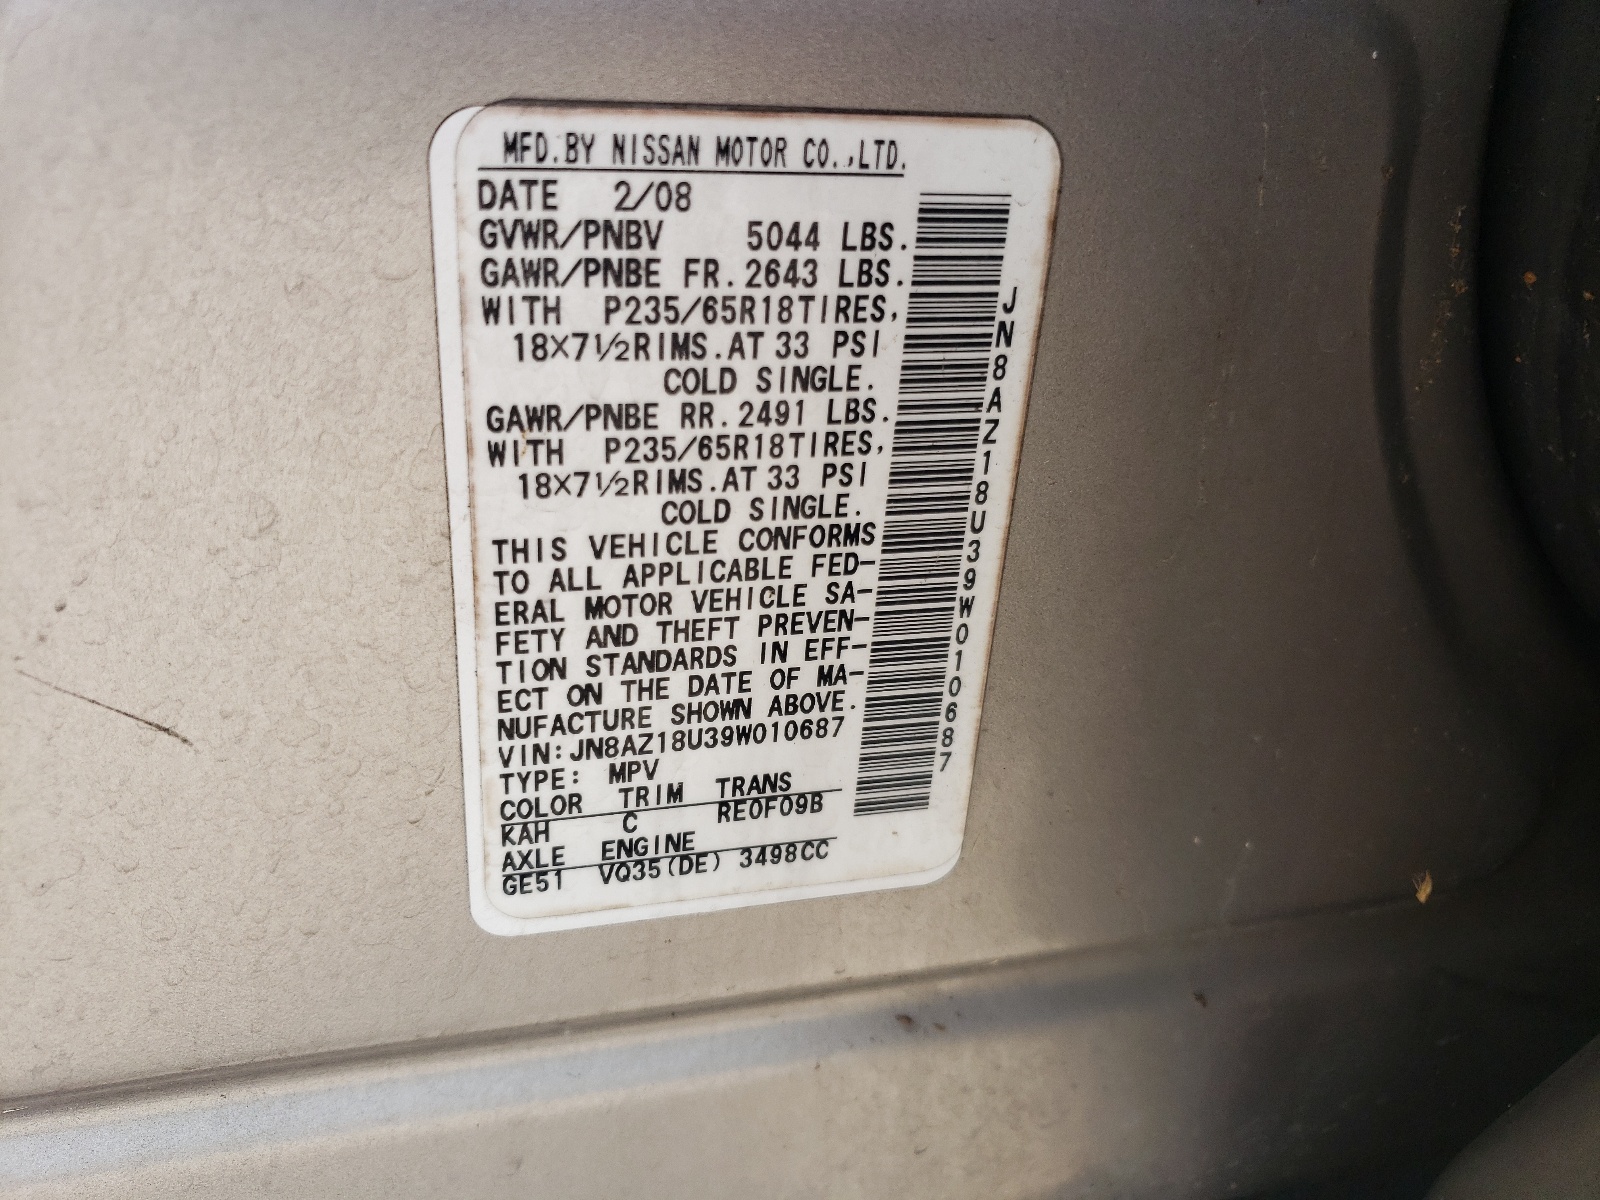 MFD.BY NISSAN MOTOR CO.,LTD.
DATE 2/08
GVWR/PNBV 5044 LBS.
GAWR/PNBE FR. 2643 LBS.
WITH P235/65R18TIRES,
18×7½RIMS.AT 33 PSI
COLD SINGLE.
GAWR/PNBE RR. 2491 LBS.
WITH P235/65R18TIRES,
18×7½RIMS.AT 33 PSI
COLD SINGLE.
THIS VEHICLE CONFORMS
TO ALL APPLICABLE FED-
ERAL MOTOR VEHICLE SA-
FETY AND THEFT PREVEN-
TION STANDARDS IN EFF-
ECT ON THE DATE OF MA-
NUFACTURE SHOWN ABOVE.
VIN:JN8AZ18U39W010687
TYPE: MPV
COLOR TRIM TRANS
KAH C RE0F09B
AXLE ENGINE
GE51 VQ35(DE) 3498CC
JN8AZ18U39W010687